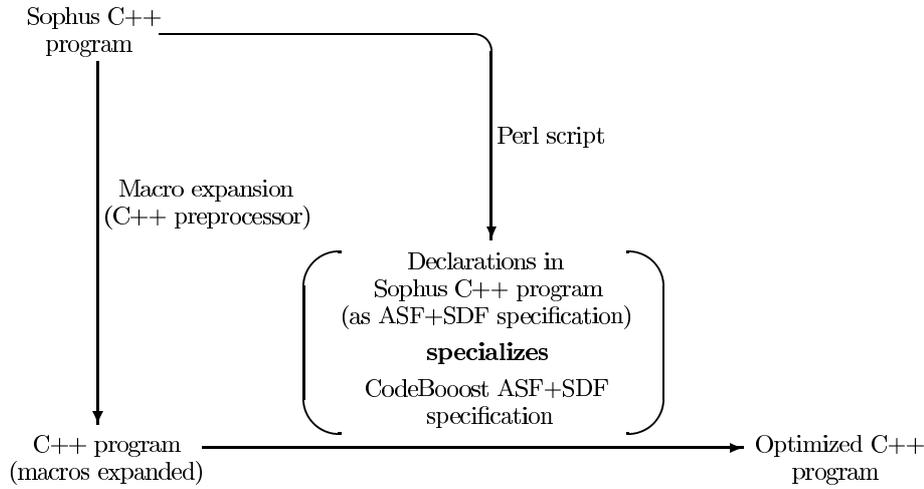 Sophus C++
program
Perl script
Macro expansion
(C++ preprocessor)
Declarations in
Sophus C++ program
(as ASF+SDF specification)
specializes
CodeBooost ASF+SDF
specification
C++ program
(macros expanded)
Optimized C++
program